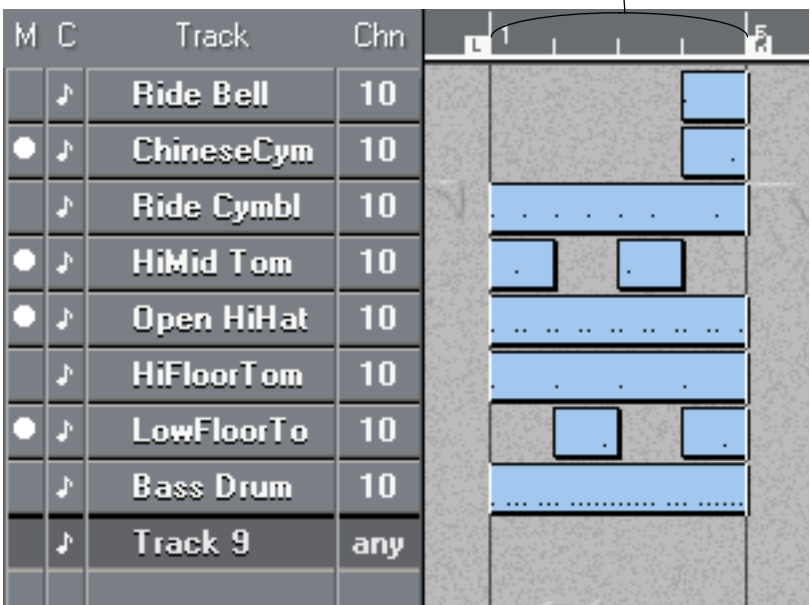 M C Track Chn L 1 5 R
Ride Bell 10
ChineseCym 10
Ride Cymbl 10
HiMid Tom 10
Open HiHat 10
HiFloorTom 10
LowFloorTo 10
Bass Drum 10
Track 9 any